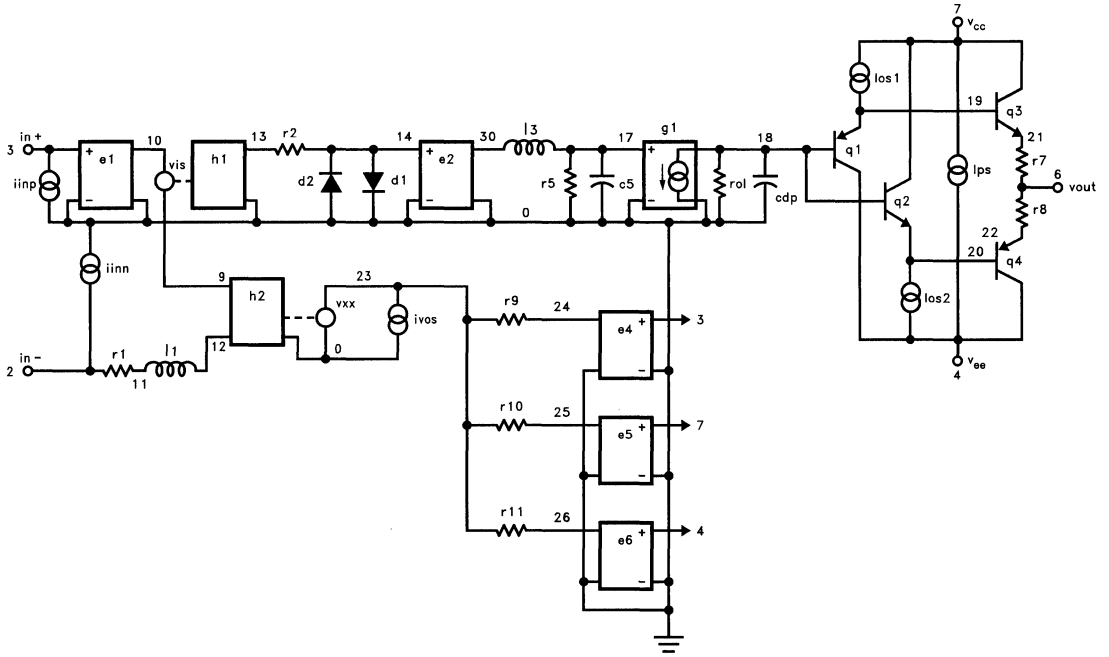 7
vcc
Ios1
19
q3
in+
3
10
13
r2
14
30
l3
17
g1
18
21
e1
+
-
vis
h1
+
e2
-
+
-
q1
r7
6
vout
iinp
d2
d1
r5
c5
rol
cdp
Ips
r8
0
q2
22
20
q4
iinn
9
h2
23
vxx
ivos
r9
24
e4
+
-
3
Ios2
in-
2
r1
11
l1
12
0
4
vee
r10
25
e5
+
-
7
r11
26
e6
+
-
4